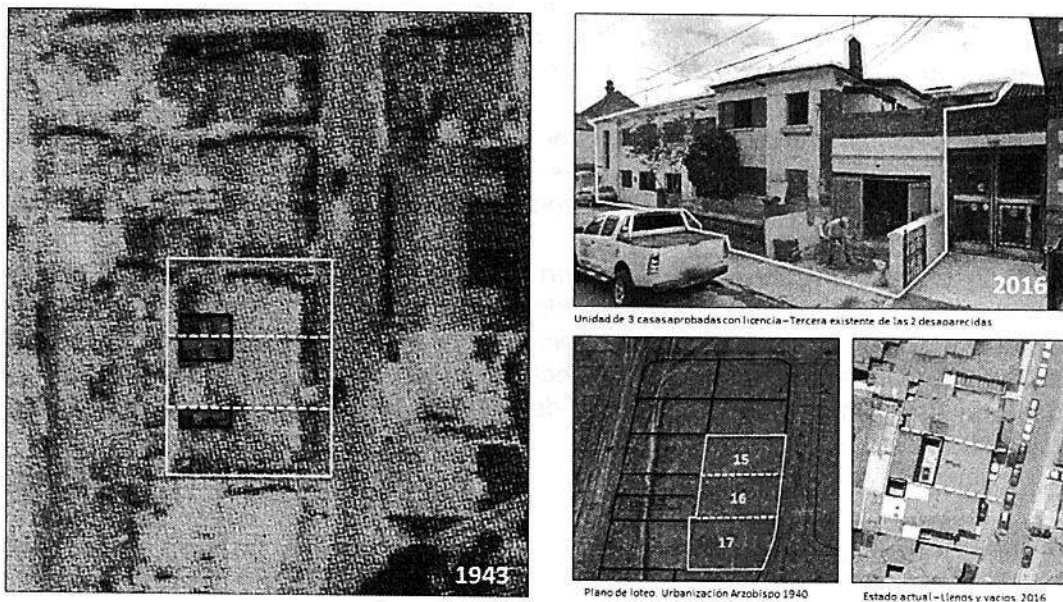 1943
2016
Unidad de 3 casas aprobadas con licencia – Tercera existente de las 2 desaparecidas
15
16
17
Plano de loteo. Urbanización Arzobispo 1940
Estado actual – Llenos y vacios. 2016